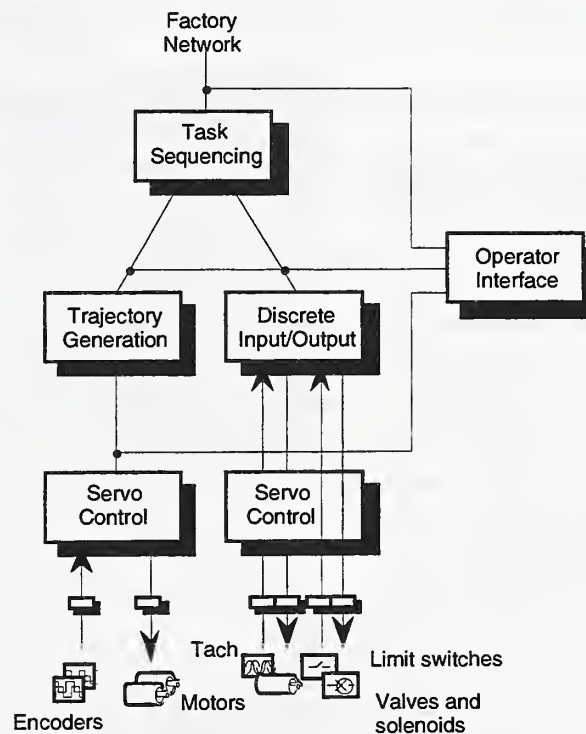 Factory
Network
Task
Sequencing
Operator
Interface
Trajectory
Generation
Discrete
Input/Output
Servo
Control
Servo
Control
Tach
Limit switches
Encoders
Motors
Valves and
solenoids